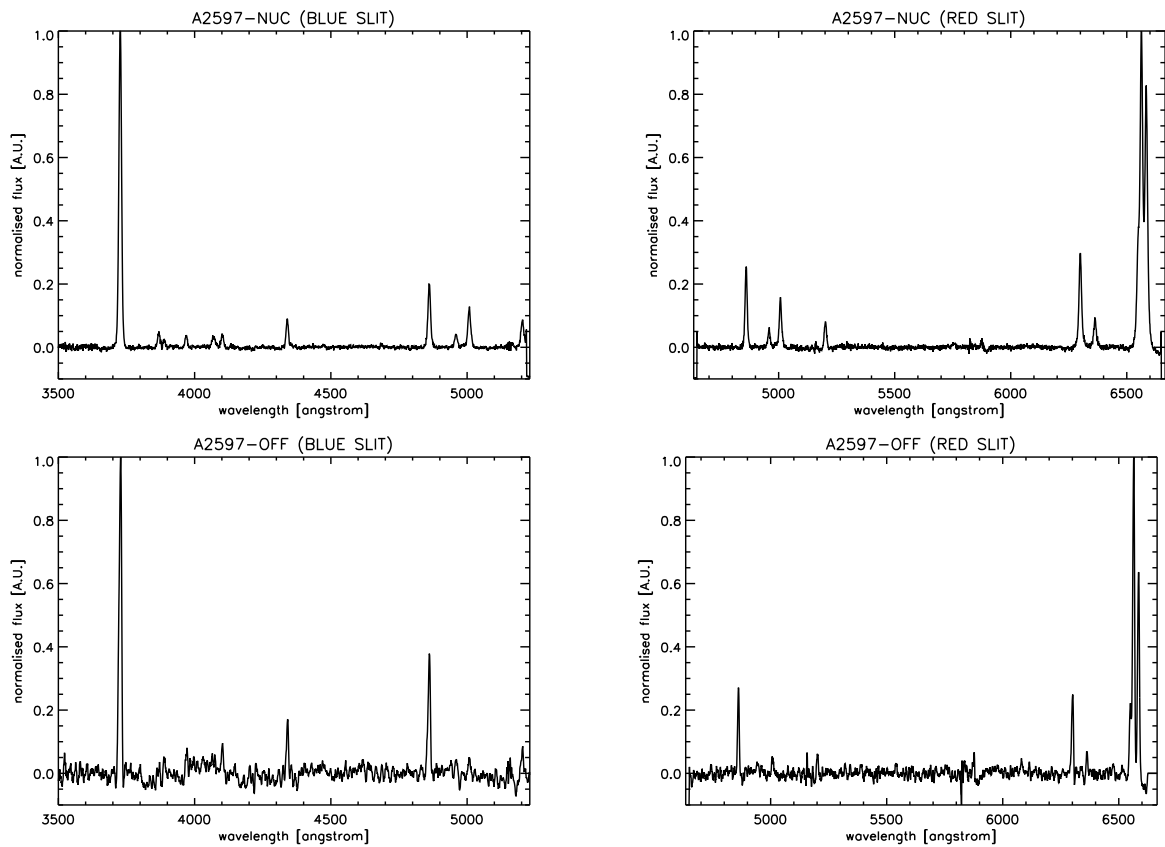 A2597-NUC (BLUE SLIT)
1.0
0.8
0.6
0.4
0.2
0.0
normalised flux [A.U.]
3500 4000 4500 5000
wavelength [angstrom]
A2597-NUC (RED SLIT)
1.0
0.8
0.6
0.4
0.2
0.0
normalised flux [A.U.]
5000 5500 6000 6500
wavelength [angstrom]
A2597-OFF (BLUE SLIT)
1.0
0.8
0.6
0.4
0.2
0.0
normalised flux [A.U.]
3500 4000 4500 5000
wavelength [angstrom]
A2597-OFF (RED SLIT)
1.0
0.8
0.6
0.4
0.2
0.0
normalised flux [A.U.]
5000 5500 6000 6500
wavelength [angstrom]